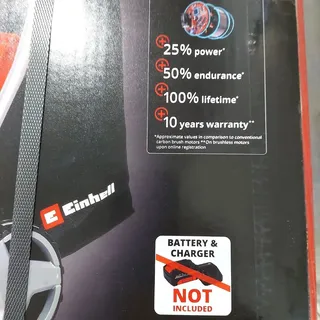 25% power*
50% endurance*
100% lifetime*
10 years warranty**
*Approximate values in comparison to conventional
carbon brush motors **On brushless motors
upon online registration
Einhell
BATTERY &
CHARGER
NOT
INCLUDED